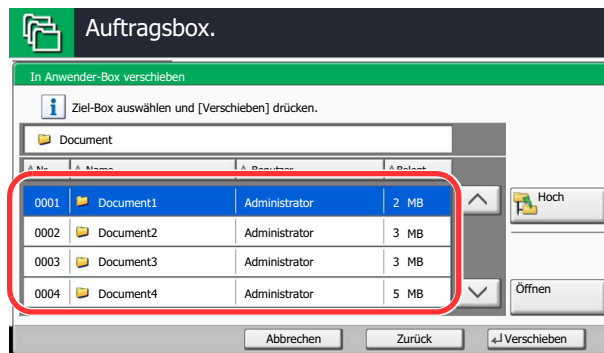 Auftragsbox.
In Anwender-Box verschieben
i Ziel-Box auswählen und [Verschieben] drücken.
Document
Nr. Name Benutzer Belegt
0001 Document1 Administrator 2 MB
Hoch
0002 Document2 Administrator 3 MB
0003 Document3 Administrator 3 MB
0004 Document4 Administrator 5 MB
Öffnen
Abbrechen Zurück Verschieben